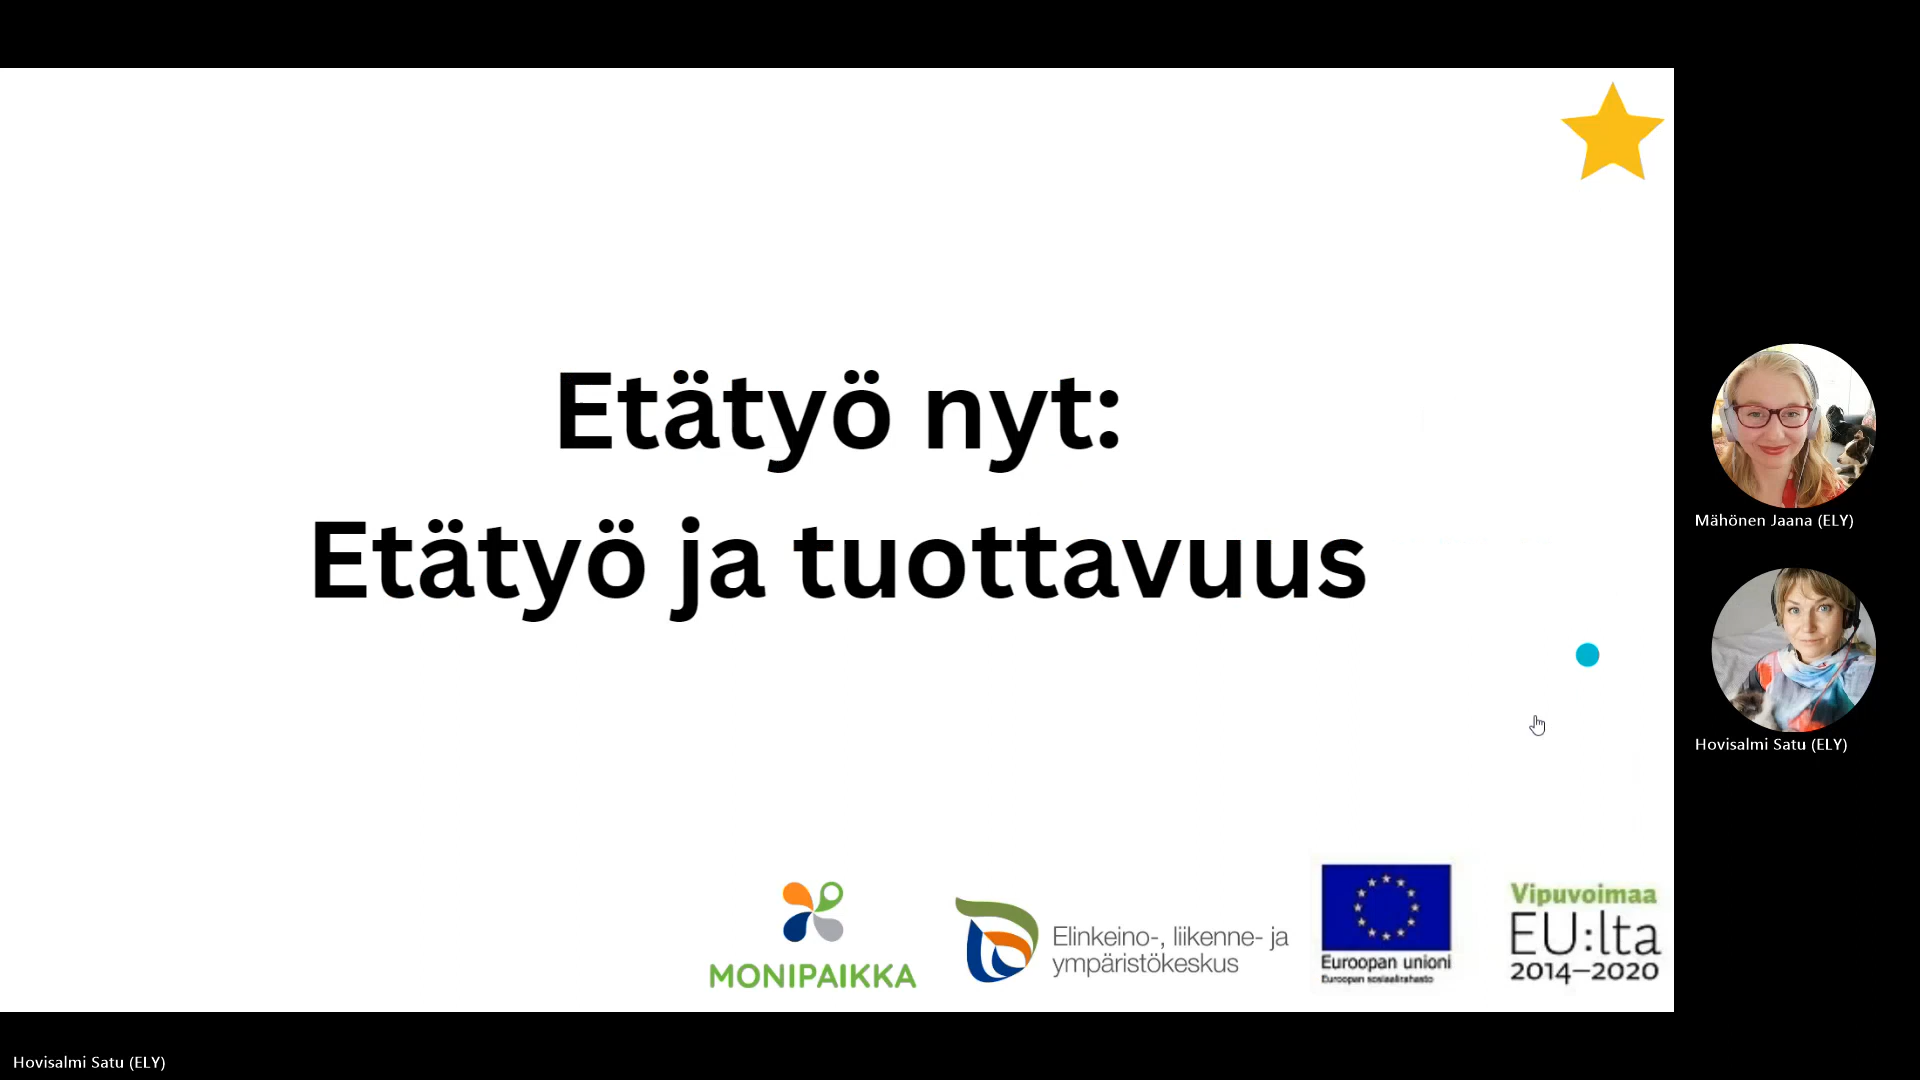 Etätyö nyt:
Etätyö ja tuottavuus
MONIPAIKKA
Elinkeino-, liikenne- ja
ympäristökeskus
Euroopan unioni
Euroopan sosiaalirahasto
Vipuvoimaa
EU:lta
2014–2020
Mähönen Jaana (ELY)
Hovisalmi Satu (ELY)
Hovisalmi Satu (ELY)